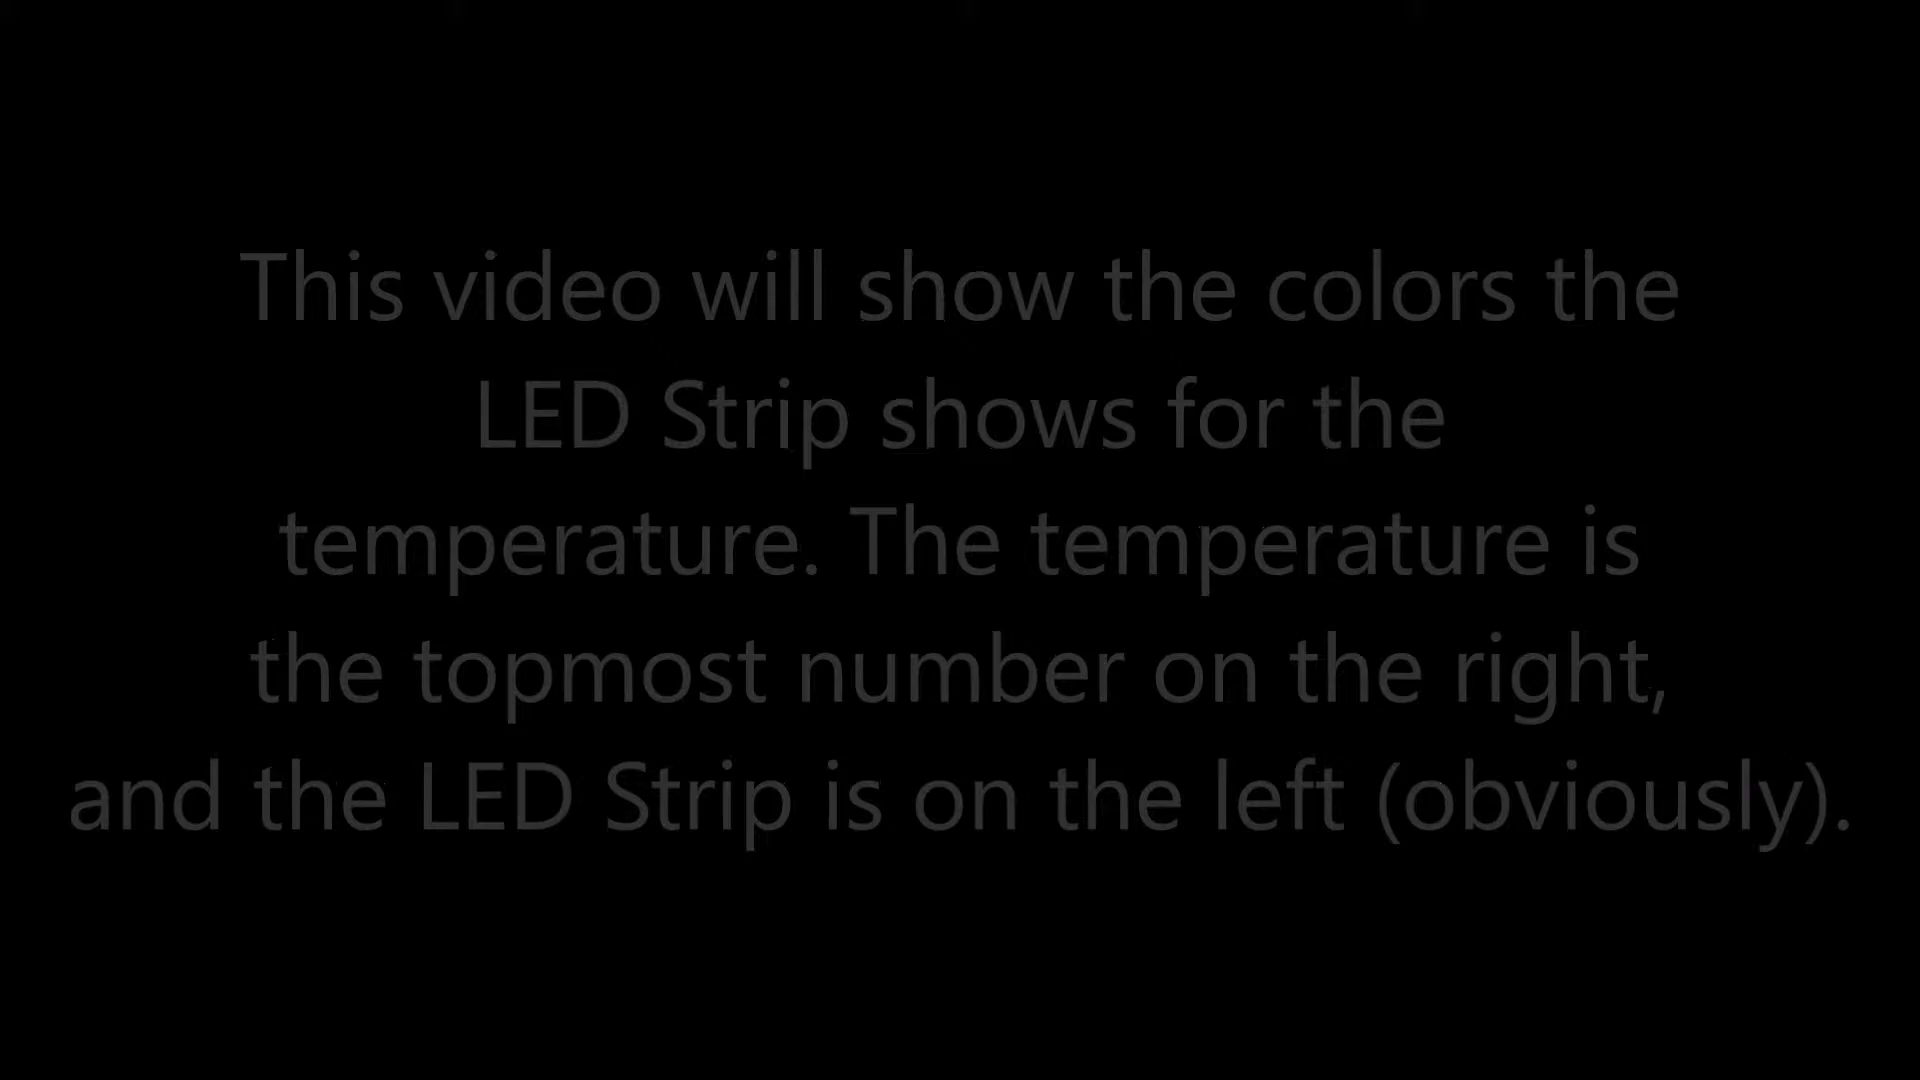 This video will show the colors the
LED Strip shows for the
temperature. The temperature is
the topmost number on the right,
and the LED Strip is on the left (obviously).